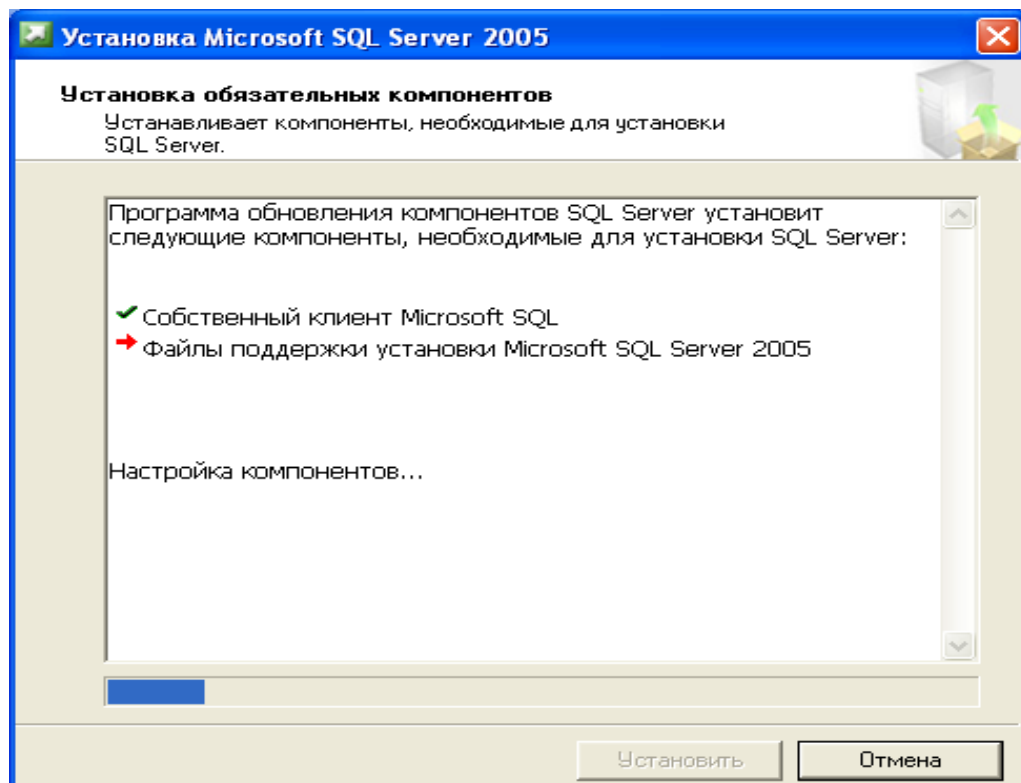 Установка Microsoft SQL Server 2005
Установка обязательных компонентов
Устанавливает компоненты, необходимые для установки
SQL Server.
Программа обновления компонентов SQL Server установит
следующие компоненты, необходимые для установки SQL Server:
Собственный клиент Microsoft SQL
Файлы поддержки установки Microsoft SQL Server 2005
Настройка компонентов...
Установить
Отмена